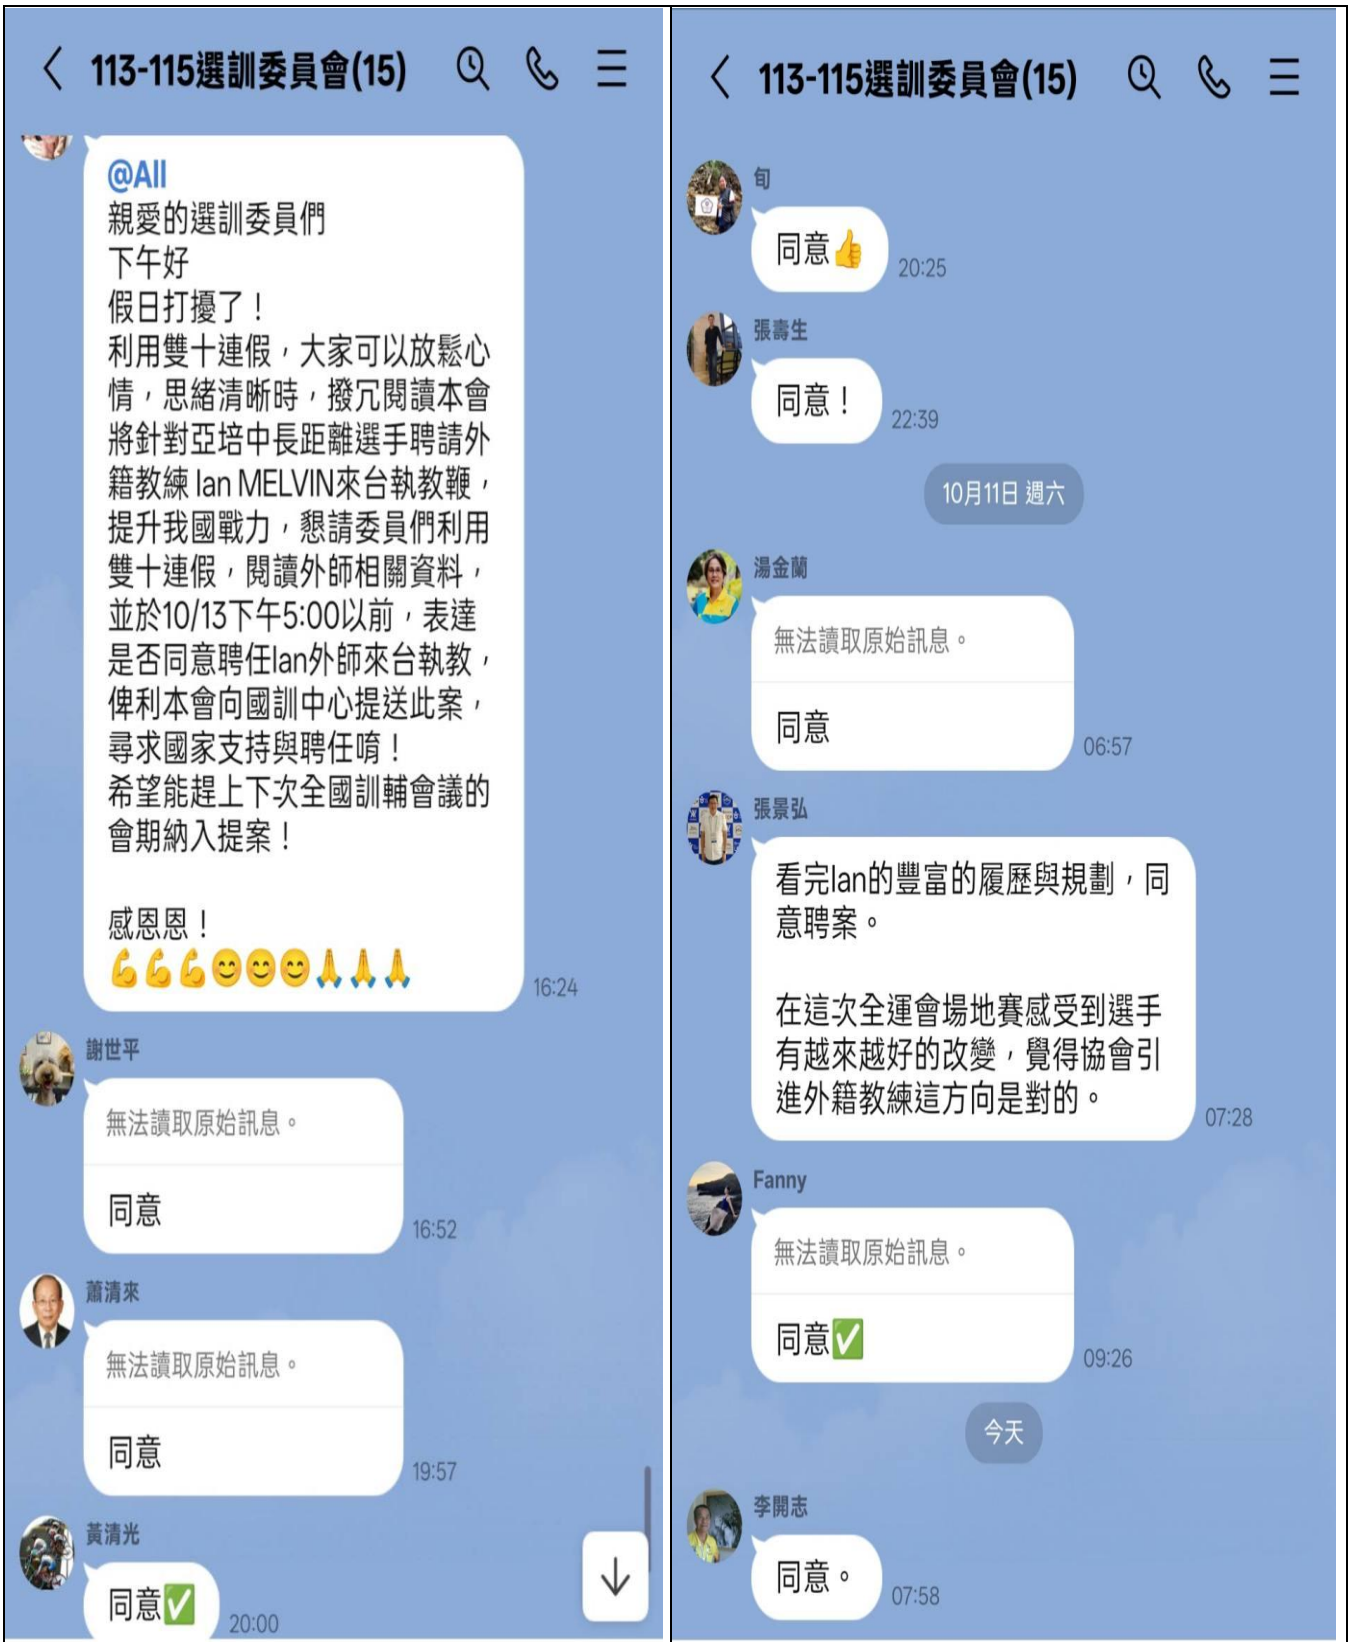 113-115選訓委員會(15)
@All
親愛的選訓委員們
下午好
假日打擾了！
利用雙十連假，大家可以放鬆心
情，思緒清晰時，撥冗閱讀本會
將針對亞培中長距離選手聘請外
籍教練 Ian MELVIN來台執教鞭，
提升我國戰力，懇請委員們利用
雙十連假，閱讀外師相關資料，
並於10/13下午5:00以前，表達
是否同意聘任Ian外師來台執教，
俾利本會向國訓中心提送此案，
尋求國家支持與聘任唷！
希望能趕上下次全國訓輔會議的
會期納入提案！
感恩恩！
💪💪💪😊😊😊🙏🙏🙏
16:24
謝世平
無法讀取原始訊息。
同意
16:52
蕭清來
無法讀取原始訊息。
同意
19:57
黃清光
同意✅
20:00
113-115選訓委員會(15)
旬
同意👍
20:25
張壽生
同意！
22:39
10月11日 週六
湯金蘭
無法讀取原始訊息。
同意
06:57
張景弘
看完Ian的豐富的履歷與規劃，同
意聘案。
在這次全運會場地賽感受到選手
有越來越好的改變，覺得協會引
進外籍教練這方向是對的。
07:28
Fanny
無法讀取原始訊息。
同意✅
09:26
今天
李開志
同意。
07:58